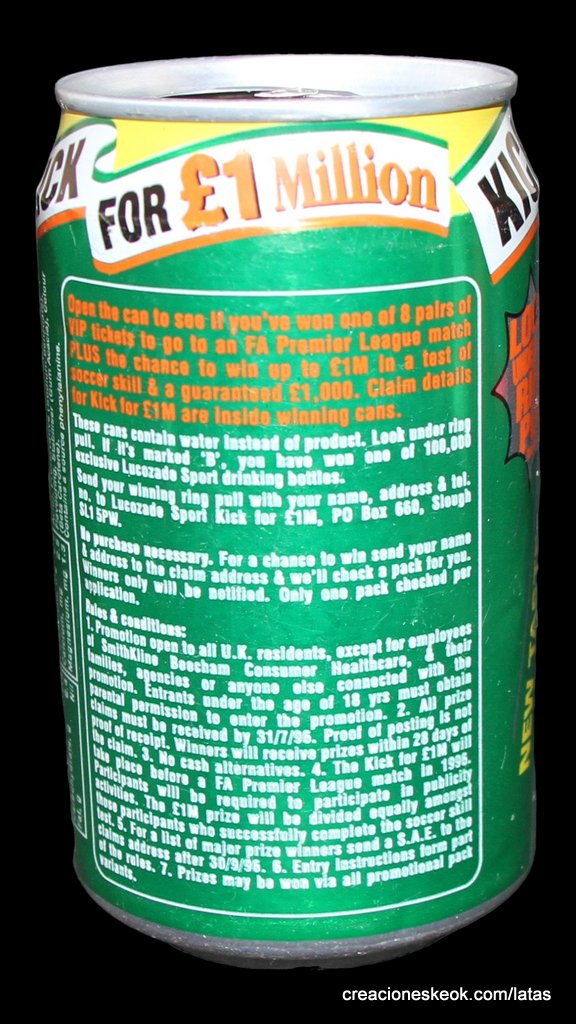 FOR £1 Million
Open the can to see if you've won one of 8 pairs of
VIP tickets to go to an FA Premier League match
PLUS the chance to win up to £1M in a test of
soccer skill & a guaranteed £1,000. Claim details
for Kick for £1M are inside winning cans.
These cans contain water instead of product. Look under ring
pull. If it's marked 'B', you have won one of 100,000
exclusive Lucozade Sport drinking bottles.
Send your winning ring pull with your name, address & tel.
no. to Lucozade Sport Kick for £1M, PO Box 660, Slough
SL1 5PW.
No purchase necessary. For a chance to win send your name
& address to the claim address & we'll check a pack for you.
Winners only will be notified. Only one pack checked per
application.
Rules & conditions:
1. Promotion open to all U.K. residents, except for employees
of SmithKline Beecham Consumer Healthcare, & their
families, agencies or anyone else connected with the
promotion. Entrants under the age of 18 yrs must obtain
parental permission to enter the promotion. 2. All prize
claims must be received by 31/7/96. Proof of posting is not
proof of receipt. Winners will receive prizes within 28 days of
the claim. 3. No cash alternatives. 4. The Kick for £1M will
take place before a FA Premier League match in 1996.
Participants will be required to participate in publicity
activities. The £1M prize will be divided equally amongst
those participants who successfully complete the soccer skill
test. 5. For a list of major prize winners send a S.A.E. to the
claims address after 30/9/96. 6. Entry instructions form part
of the rules. 7. Prizes may be won via all promotional pack
variants.
NEW
creacioneskeok.com/latas